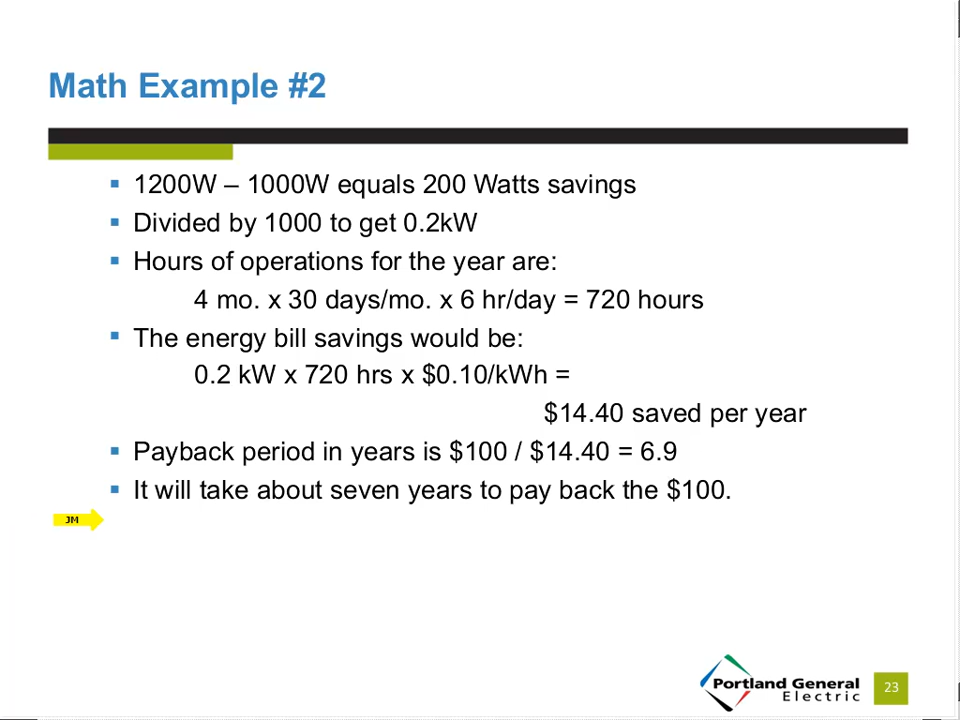 Math Example #2
1200W – 1000W equals 200 Watts savings
Divided by 1000 to get 0.2kW
Hours of operations for the year are:
4 mo. x 30 days/mo. x 6 hr/day = 720 hours
The energy bill savings would be:
0.2 kW x 720 hrs x $0.10/kWh =
$14.40 saved per year
Payback period in years is $100 / $14.40 = 6.9
It will take about seven years to pay back the $100.
JM
Portland General
Electric
23